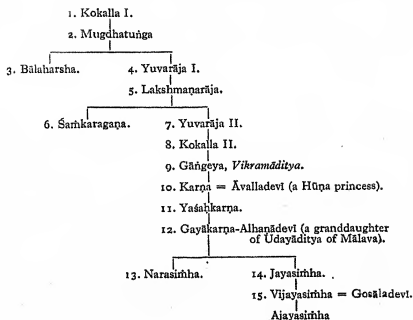 1. Kokalla I.
2. Mugdhatuṅga
3. Bālaharsha. 4. Yuvarāja I.
5. Lakshmaṇarāja.
6. Śaṁkaragaṇa. 7. Yuvarāja II.
8. Kokalla II.
9. Gāṅgeya, Vikramāditya.
10. Karṇa = Āvalladevī (a Hūṇa princess).
11. Yaśaḥkarṇa.
12. Gayākarṇa-Alhaṇādevī (a granddaughter
of Udayāditya of Mālava).
13. Narasiṁha. 14. Jayasiṁha.
15. Vijayasiṁha = Gosāladevī.
Ajayasiṁha